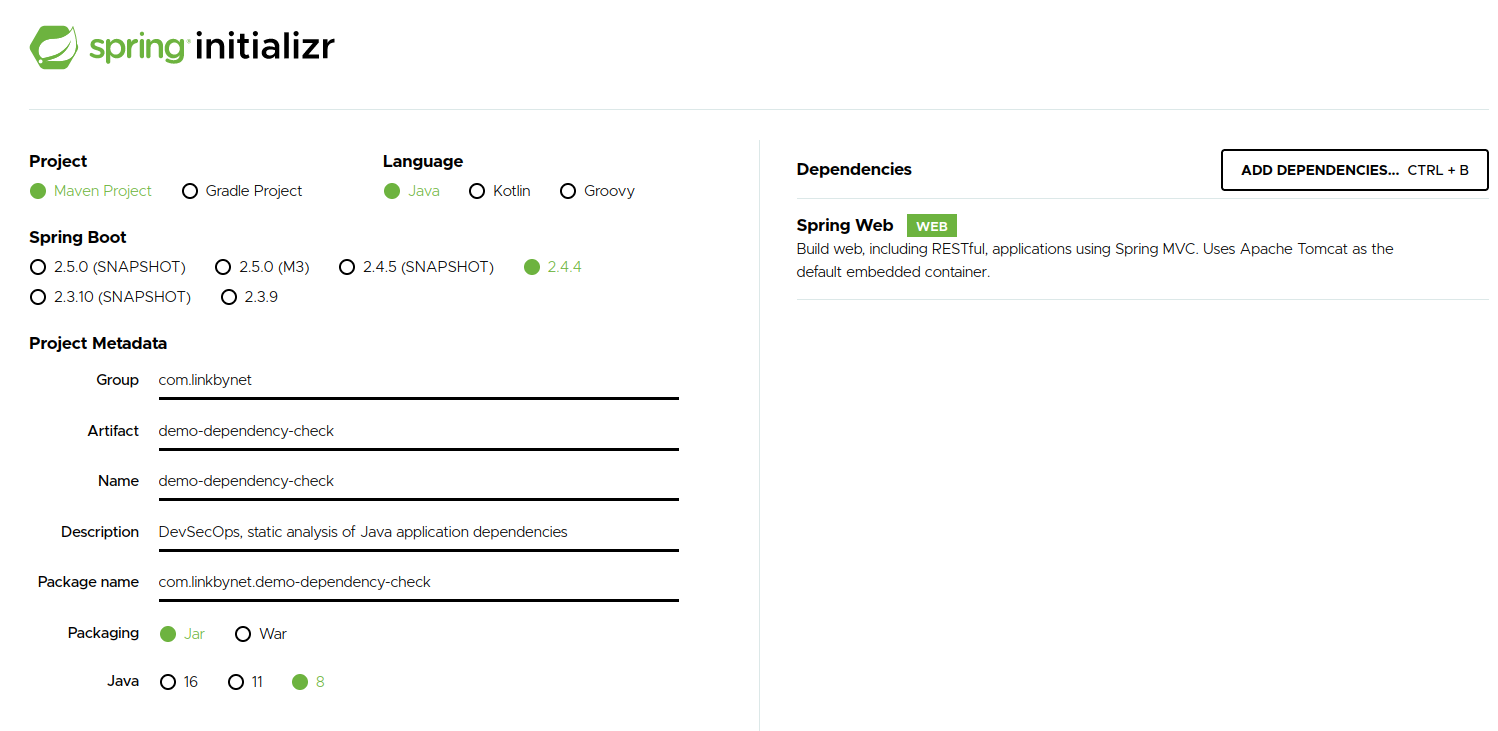 spring initializr
Project
Maven Project Gradle Project
Language
Java Kotlin Groovy
Spring Boot
2.5.0 (SNAPSHOT) 2.5.0 (M3) 2.4.5 (SNAPSHOT) 2.4.4
2.3.10 (SNAPSHOT) 2.3.9
Project Metadata
Group com.linkbynet
Artifact demo-dependency-check
Name demo-dependency-check
Description DevSecOps, static analysis of Java application dependencies
Package name com.linkbynet.demo-dependency-check
Packaging Jar War
Java 16 11 8
Dependencies ADD DEPENDENCIES... CTRL + B
Spring Web WEB
Build web, including RESTful, applications using Spring MVC. Uses Apache Tomcat as the
default embedded container.